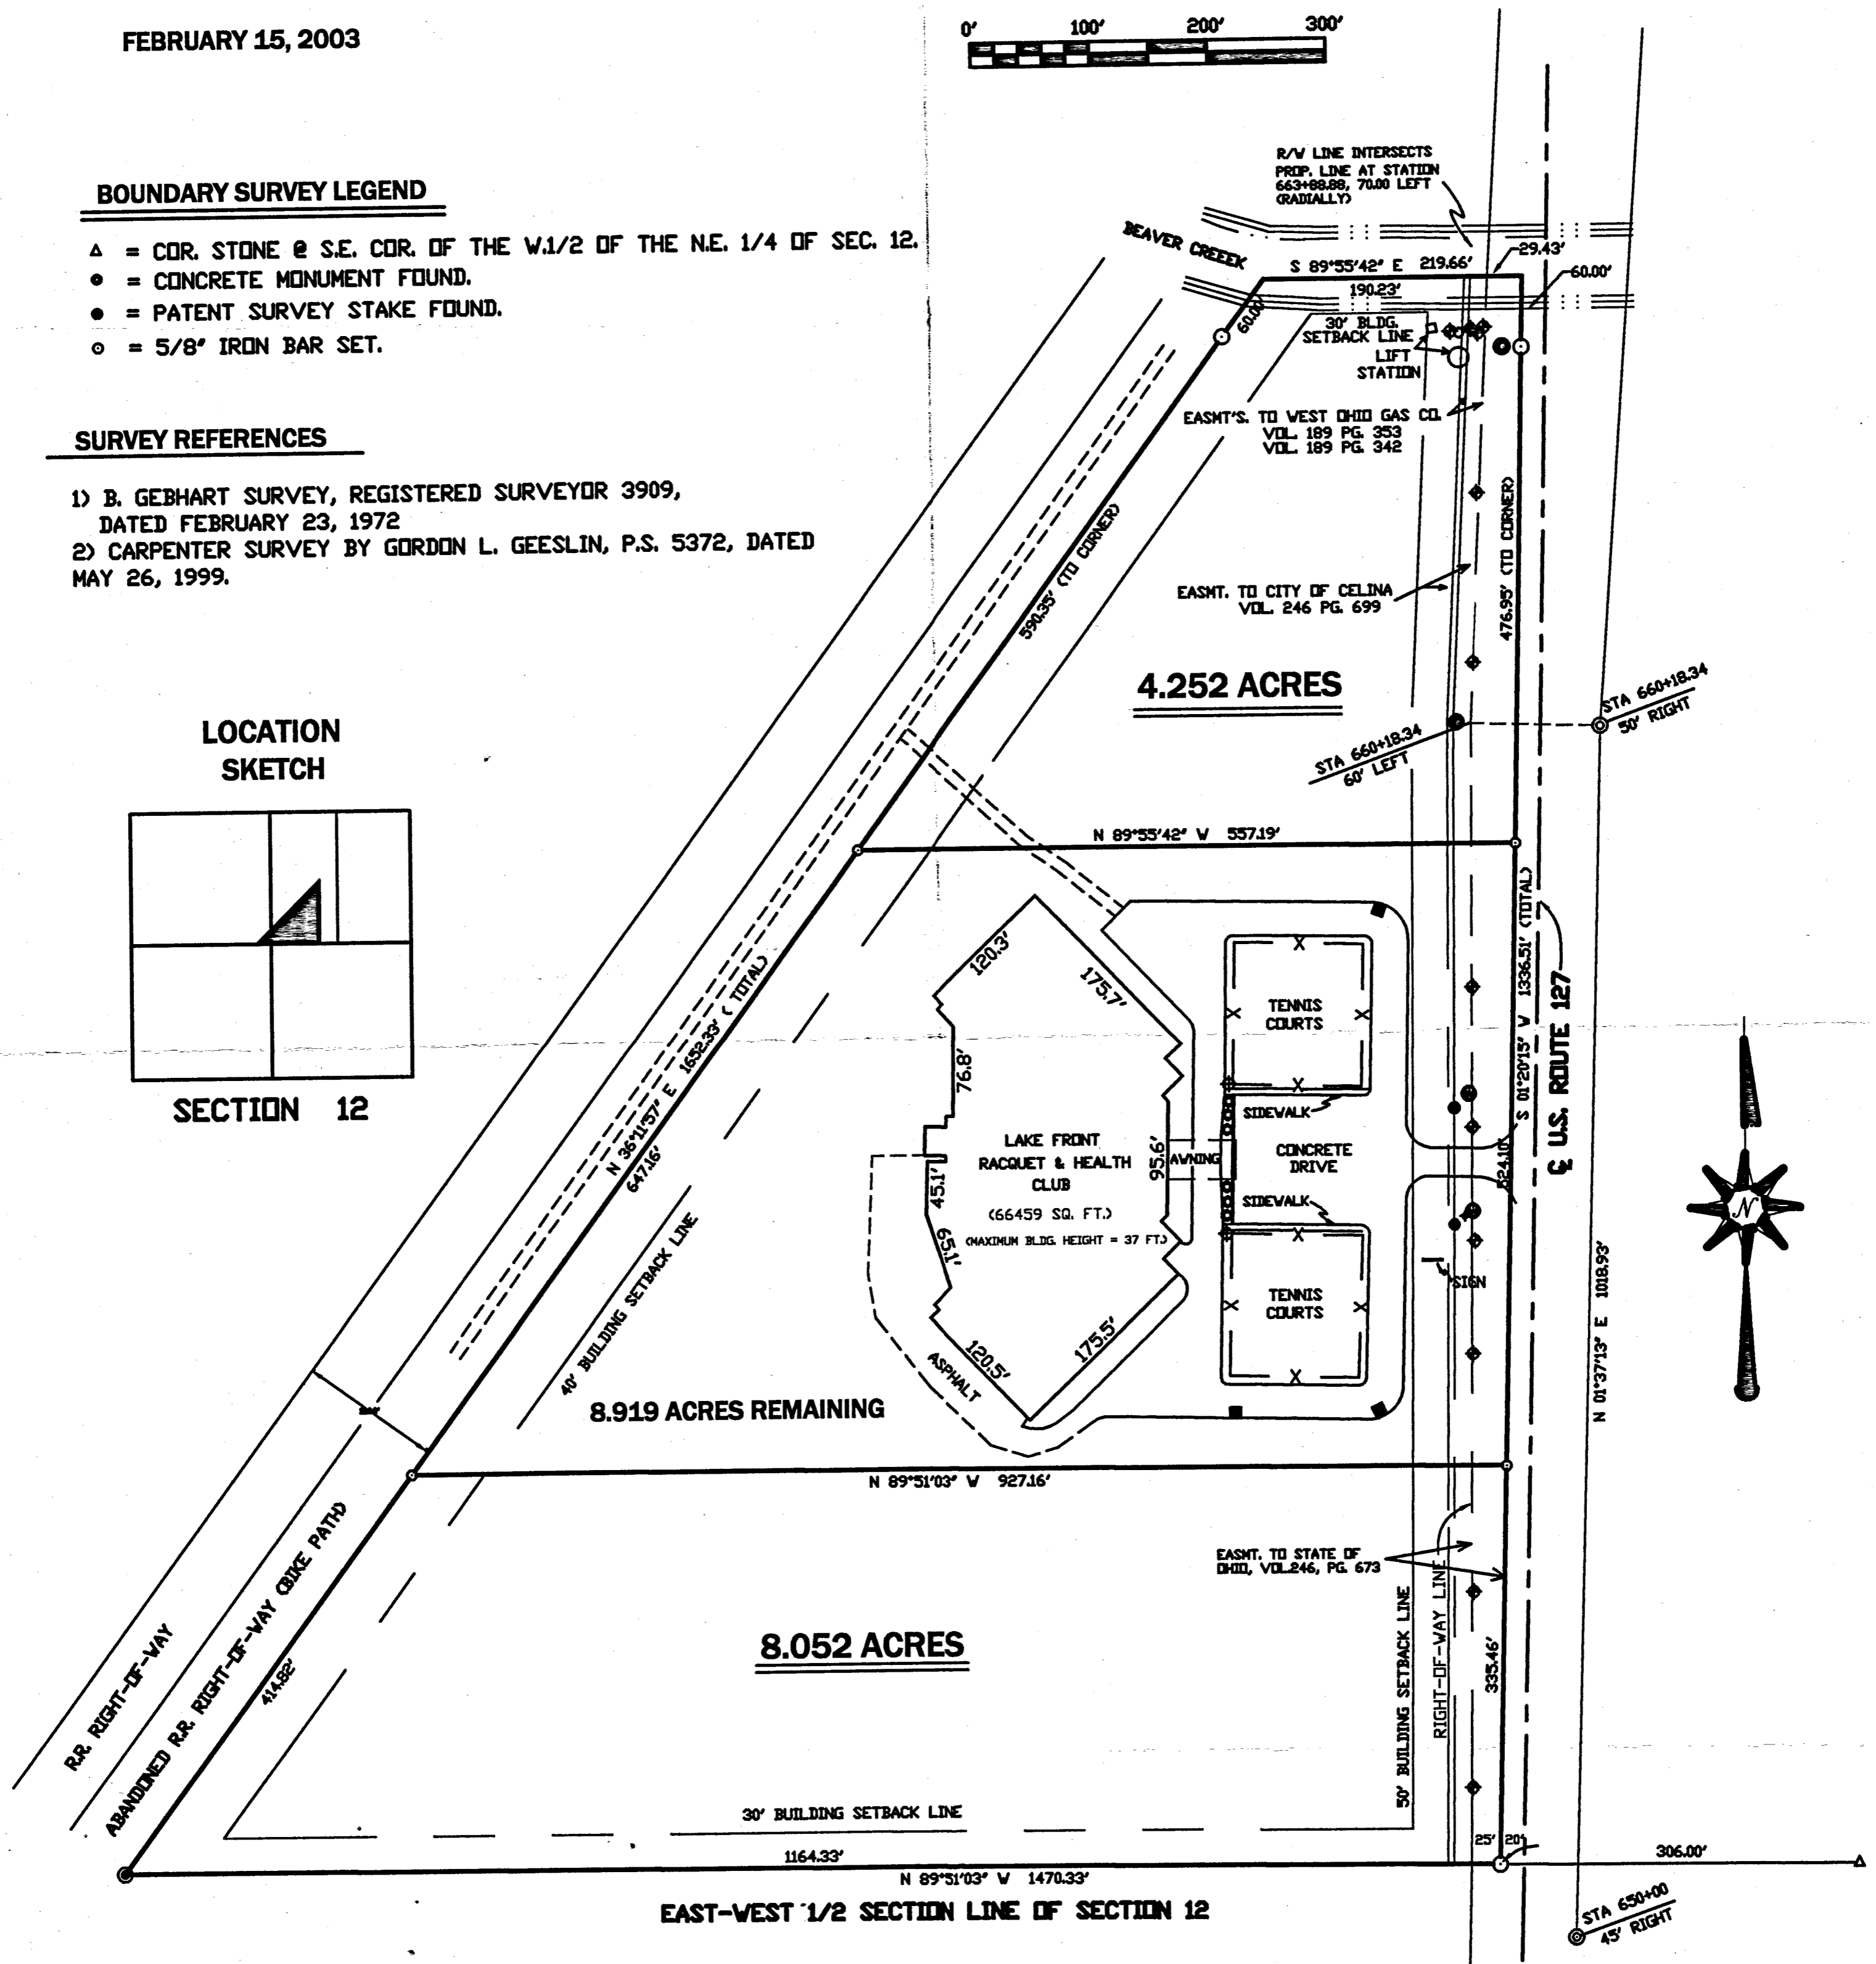 FEBRUARY 15, 2003
0' 100' 200' 300'
BOUNDARY SURVEY LEGEND
= COR. STONE @ S.E. COR. OF THE W.1/2 OF THE N.E. 1/4 OF SEC. 12.
= CONCRETE MONUMENT FOUND.
= PATENT SURVEY STAKE FOUND.
= 5/8" IRON BAR SET.
SURVEY REFERENCES
1) B. GEBHART SURVEY, REGISTERED SURVEYOR 3909,
DATED FEBRUARY 23, 1972
2) CARPENTER SURVEY BY GORDON L. GEESLIN, P.S. 5372, DATED
MAY 26, 1999.
LOCATION
SKETCH
SECTION 12
R/W LINE INTERSECTS
PROP. LINE AT STATION
663+88.88, 70.00 LEFT
(RADIALLY)
BEAVER CREEEK
S 89°55'42" E 219.66'
29.43'
60.00'
190.23'
60.00'
30' BLDG.
SETBACK LINE
LIFT
STATION
EASMT'S. TO WEST OHIO GAS CO.
VOL. 189 PG. 353
VOL. 189 PG. 342
476.95' (TO CORNER)
590.35' (TO CORNER)
EASMT. TO CITY OF CELINA
VOL. 246 PG. 699
4.252 ACRES
STA 660+18.34
50' RIGHT
STA 660+18.34
60' LEFT
N 89°55'42" W 557.19'
S 01°20'15" W 1336.51' (TOTAL)
℄ U.S. ROUTE 127
N 36°11'57" E 1652.33' ( TOTAL)
647.16'
120.3'
175.7'
76.8'
TENNIS
COURTS
SIDEWALK
LAKE FRONT
RACQUET & HEALTH
CLUB
(66459 SQ. FT.)
(MAXIMUM BLDG. HEIGHT = 37 FT.)
95.6'
AWNING
CONCRETE
DRIVE
45.1'
65.1'
SIDEWALK
524.10'
SIGN
TENNIS
COURTS
120.5'
175.5'
ASPHALT
40' BUILDING SETBACK LINE
N 01°37'13" E 1018.93'
N
8.919 ACRES REMAINING
N 89°51'03" W 927.16'
EASMT. TO STATE OF
OHIO, VOL.246, PG. 673
R.R. RIGHT-OF-WAY
ABANDONED R.R. RIGHT-OF-WAY (BIKE PATH)
414.82'
8.052 ACRES
50' BUILDING SETBACK LINE
RIGHT-OF-WAY LINE
335.46'
30' BUILDING SETBACK LINE
25' 20'
1164.33'
306.00'
N 89°51'03" W 1470.33'
EAST-WEST 1/2 SECTION LINE OF SECTION 12
STA 650+00
45' RIGHT